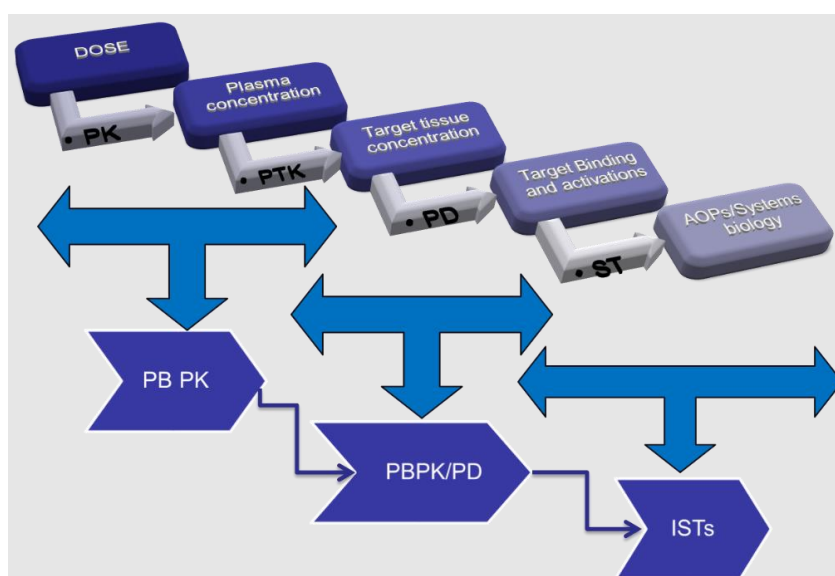 DOSE
• PK
Plasma
concentration
• PTK
Target tissue
concentration
• PD
Target Binding
and activations
• ST
AOPs/Systems
biology
PB PK
PBPK/PD
ISTs